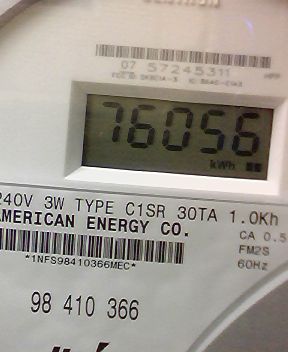 07 57245311
76056
kWh
240V 3W TYPE C1SR 30TA 1.0Kh
AMERICAN ENERGY CO.
CA 0.5
FM2S
60Hz
*1NFS98410366MEC*
98 410 366